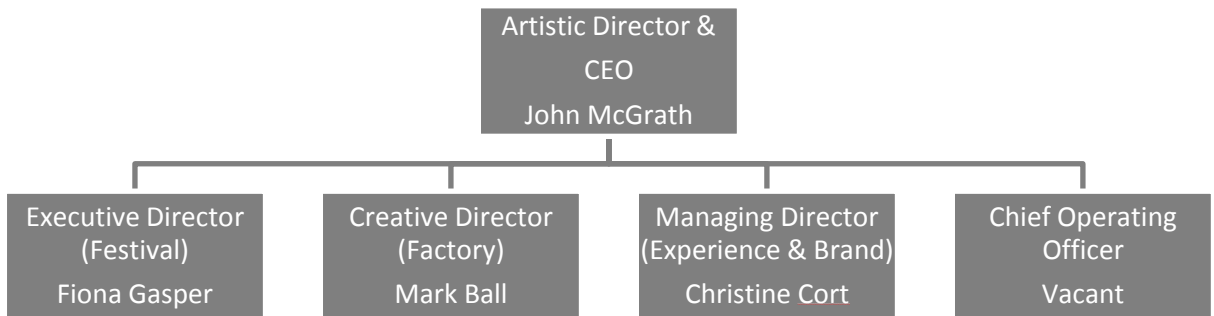 Artistic Director &
CEO
John McGrath
Executive Director
(Festival)
Fiona Gasper
Creative Director
(Factory)
Mark Ball
Managing Director
(Experience & Brand)
Christine Cort
Chief Operating
Officer
Vacant